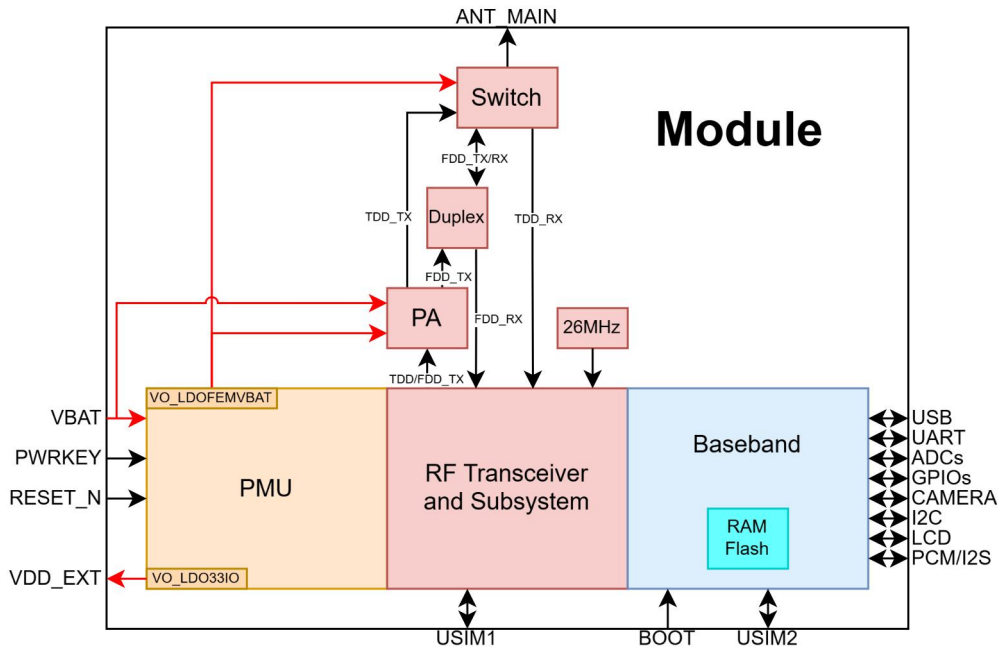 ANT_MAIN
Switch
Module
FDD_TX/RX
TDD_TX
Duplex
TDD_RX
FDD_TX
PA
FDD_RX
26MHz
TDD/FDD_TX
VO_LDOFEMVBAT
VBAT
PWRKEY
RESET_N
VDD_EXT
PMU
VO_LDO33IO
RF Transceiver
and Subsystem
Baseband
RAM
Flash
USB
UART
ADCs
GPIOs
CAMERA
I2C
LCD
PCM/I2S
USIM1
BOOT
USIM2